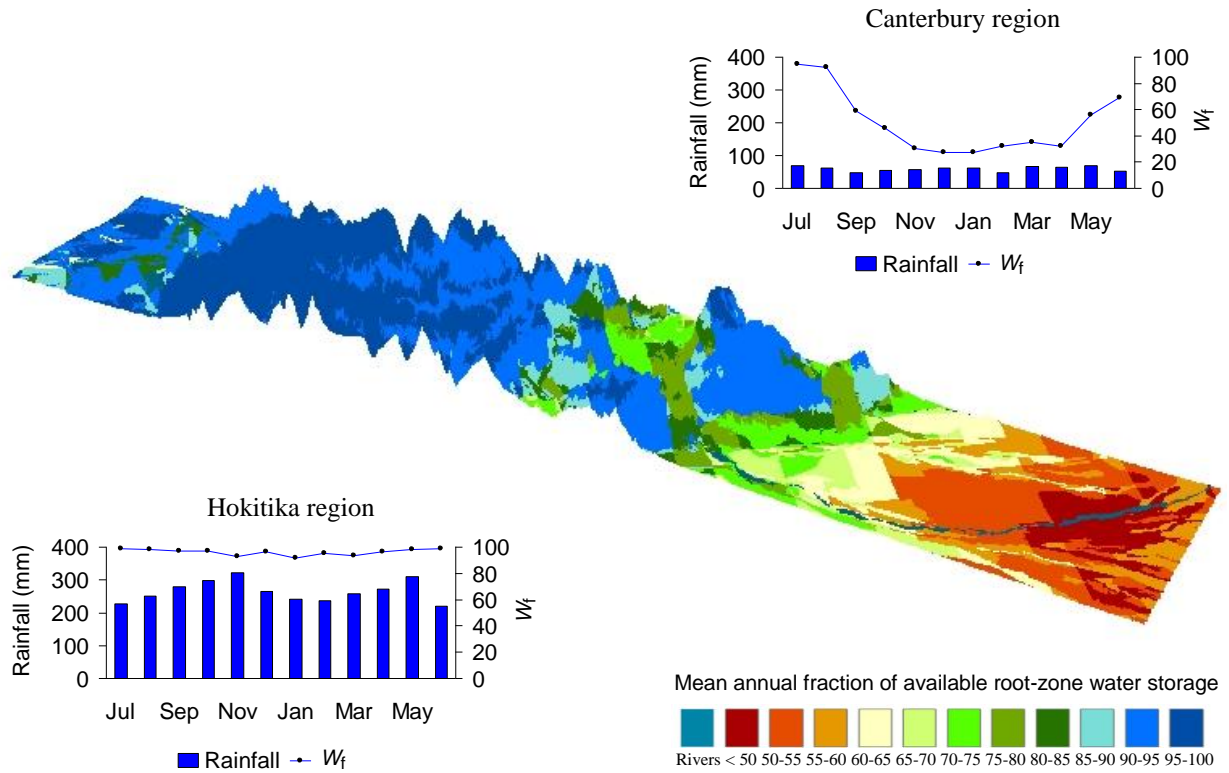 Canterbury region
400
300
200
100
0
Rainfall (mm)
100
80
60
40
20
0
Wf
Jul Sep Nov Jan Mar May
Rainfall Wf
Hokitika region
400
300
200
100
0
Rainfall (mm)
100
80
60
40
20
0
Wf
Jul Sep Nov Jan Mar May
Rainfall Wf
Mean annual fraction of available root-zone water storage
Rivers < 50 50-55 55-60 60-65 65-70 70-75 75-80 80-85 85-90 90-95 95-100